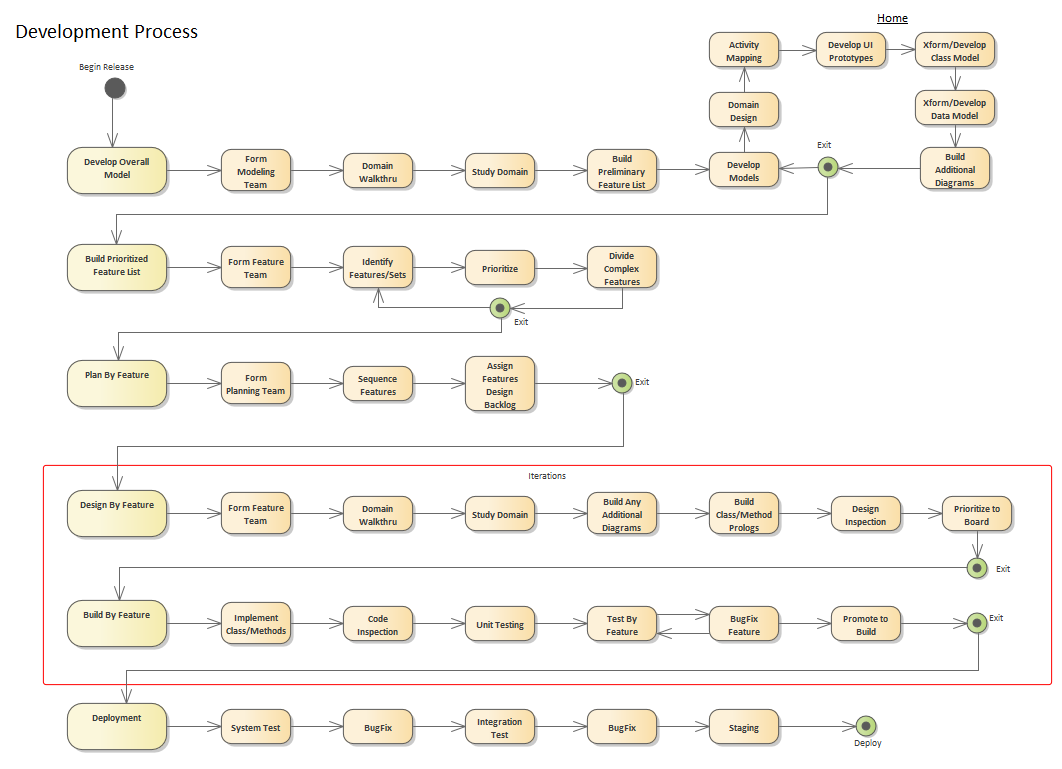 Home
Development Process
Begin Release
Activity
Mapping
Develop UI
Prototypes
Xform/Develop
Class Model
Domain
Design
Xform/Develop
Data Model
Exit
Develop Overall
Model
Form
Modeling
Team
Domain
Walkthru
Study Domain
Build
Preliminary
Feature List
Develop
Models
Build
Additional
Diagrams
Build Prioritized
Feature List
Form Feature
Team
Identify
Features/Sets
Prioritize
Divide
Complex
Features
Exit
Plan By Feature
Form
Planning Team
Sequence
Features
Assign
Features
Design
Backlog
Exit
Iterations
Design By Feature
Form Feature
Team
Domain
Walkthru
Study Domain
Build Any
Additional
Diagrams
Build
Class/Method
Prologs
Design
Inspection
Prioritize to
Board
Exit
Build By Feature
Implement
Class/Methods
Code
Inspection
Unit Testing
Test By
Feature
BugFix
Feature
Promote to
Build
Exit
Deployment
System Test
BugFix
Integration
Test
BugFix
Staging
Deploy